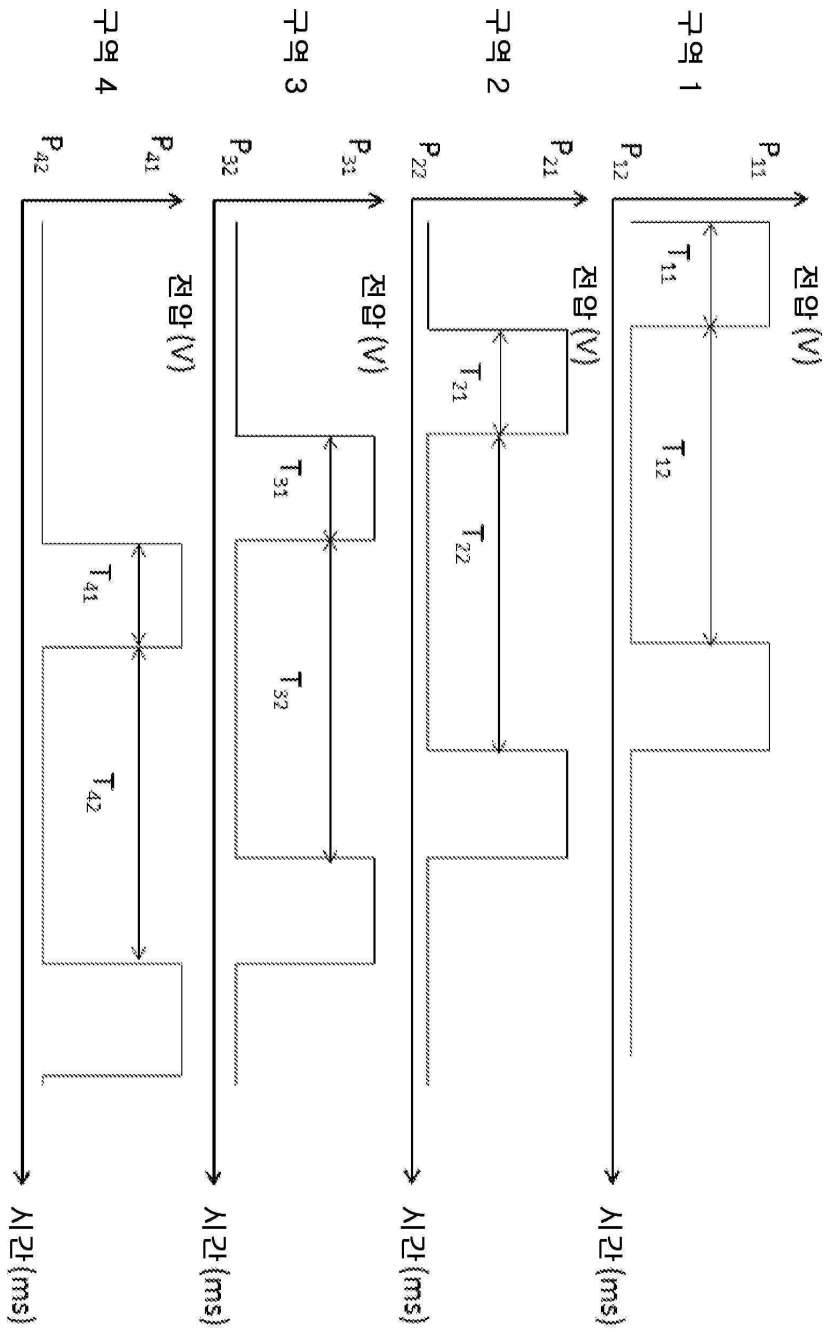 구역 1
P11
P12
전압 (V)
T11
T12
시간 (ms)
구역 2
P21
P22
전압 (V)
T21
T22
시간 (ms)
구역 3
P31
P32
전압 (V)
T31
T32
시간 (ms)
구역 4
P41
P42
전압 (V)
T41
T42
시간 (ms)